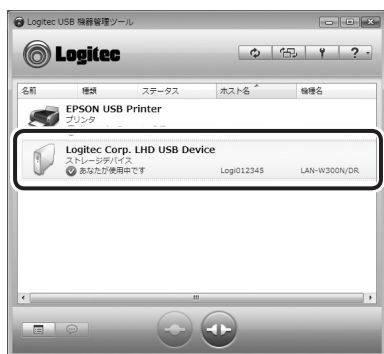 Logitec USB 機器管理ツール
Logitec
?
名前 種類 ステータス ホスト名 機種名
EPSON USB Printer
プリンタ
Logitec Corp. LHD USB Device
ストレージデバイス
あなたが使用中です Logi012345 LAN-W300N/DR